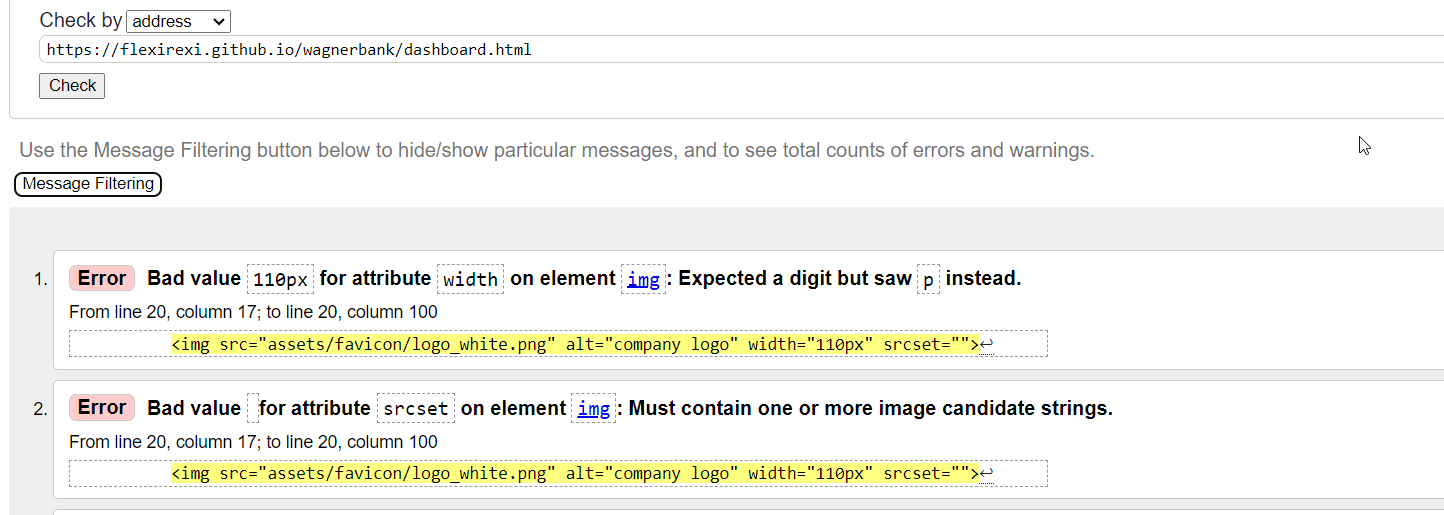 Check by address
https://flexirexi.github.io/wagnerbank/dashboard.html
Check
Use the Message Filtering button below to hide/show particular messages, and to see total counts of errors and warnings.
Message Filtering
1. Error Bad value 110px for attribute width on element img: Expected a digit but saw p instead.
From line 20, column 17; to line 20, column 100
<img src="assets/favicon/logo_white.png" alt="company logo" width="110px" srcset="">↩
2. Error Bad value for attribute srcset on element img: Must contain one or more image candidate strings.
From line 20, column 17; to line 20, column 100
<img src="assets/favicon/logo_white.png" alt="company logo" width="110px" srcset="">↩